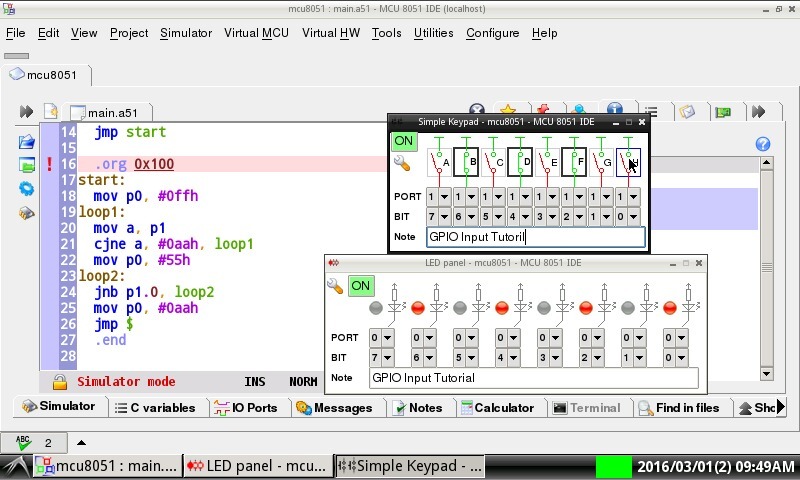 mcu8051 : main.a51 - MCU 8051 IDE (localhost)
File Edit View Project Simulator Virtual MCU Virtual HW Tools Utilities Configure Help
mcu8051
main.a51
Simple Keypad - mcu8051 - MCU 8051 IDE
ON
A B C D E F G H
PORT 1 1 1 1 1 1 1 1
BIT 7 6 5 4 3 2 1 0
Note GPIO Input Tutoril
14 jmp start
15
! 16 .org 0x100
17 start:
18 mov p0, #0ffh
19 loop1:
20 mov a, p1
21 cjne a, #0aah, loop1
22 mov p0, #55h
23 loop2:
24 jnb p1.0, loop2
25 mov p0, #0aah
26 jmp $
27 .end
28
LED panel - mcu8051 - MCU 8051 IDE
ON
PORT 0 0 0 0 0 0 0 0
BIT 7 6 5 4 3 2 1 0
Note GPIO Input Tutorial
Simulator mode INS NORM
Simulator C variables IO Ports Messages Notes Calculator Terminal Find in files Sho
ABC 2
mcu8051 : main.... LED panel - mcu... Simple Keypad - ... 2016/03/01(2) 09:49AM